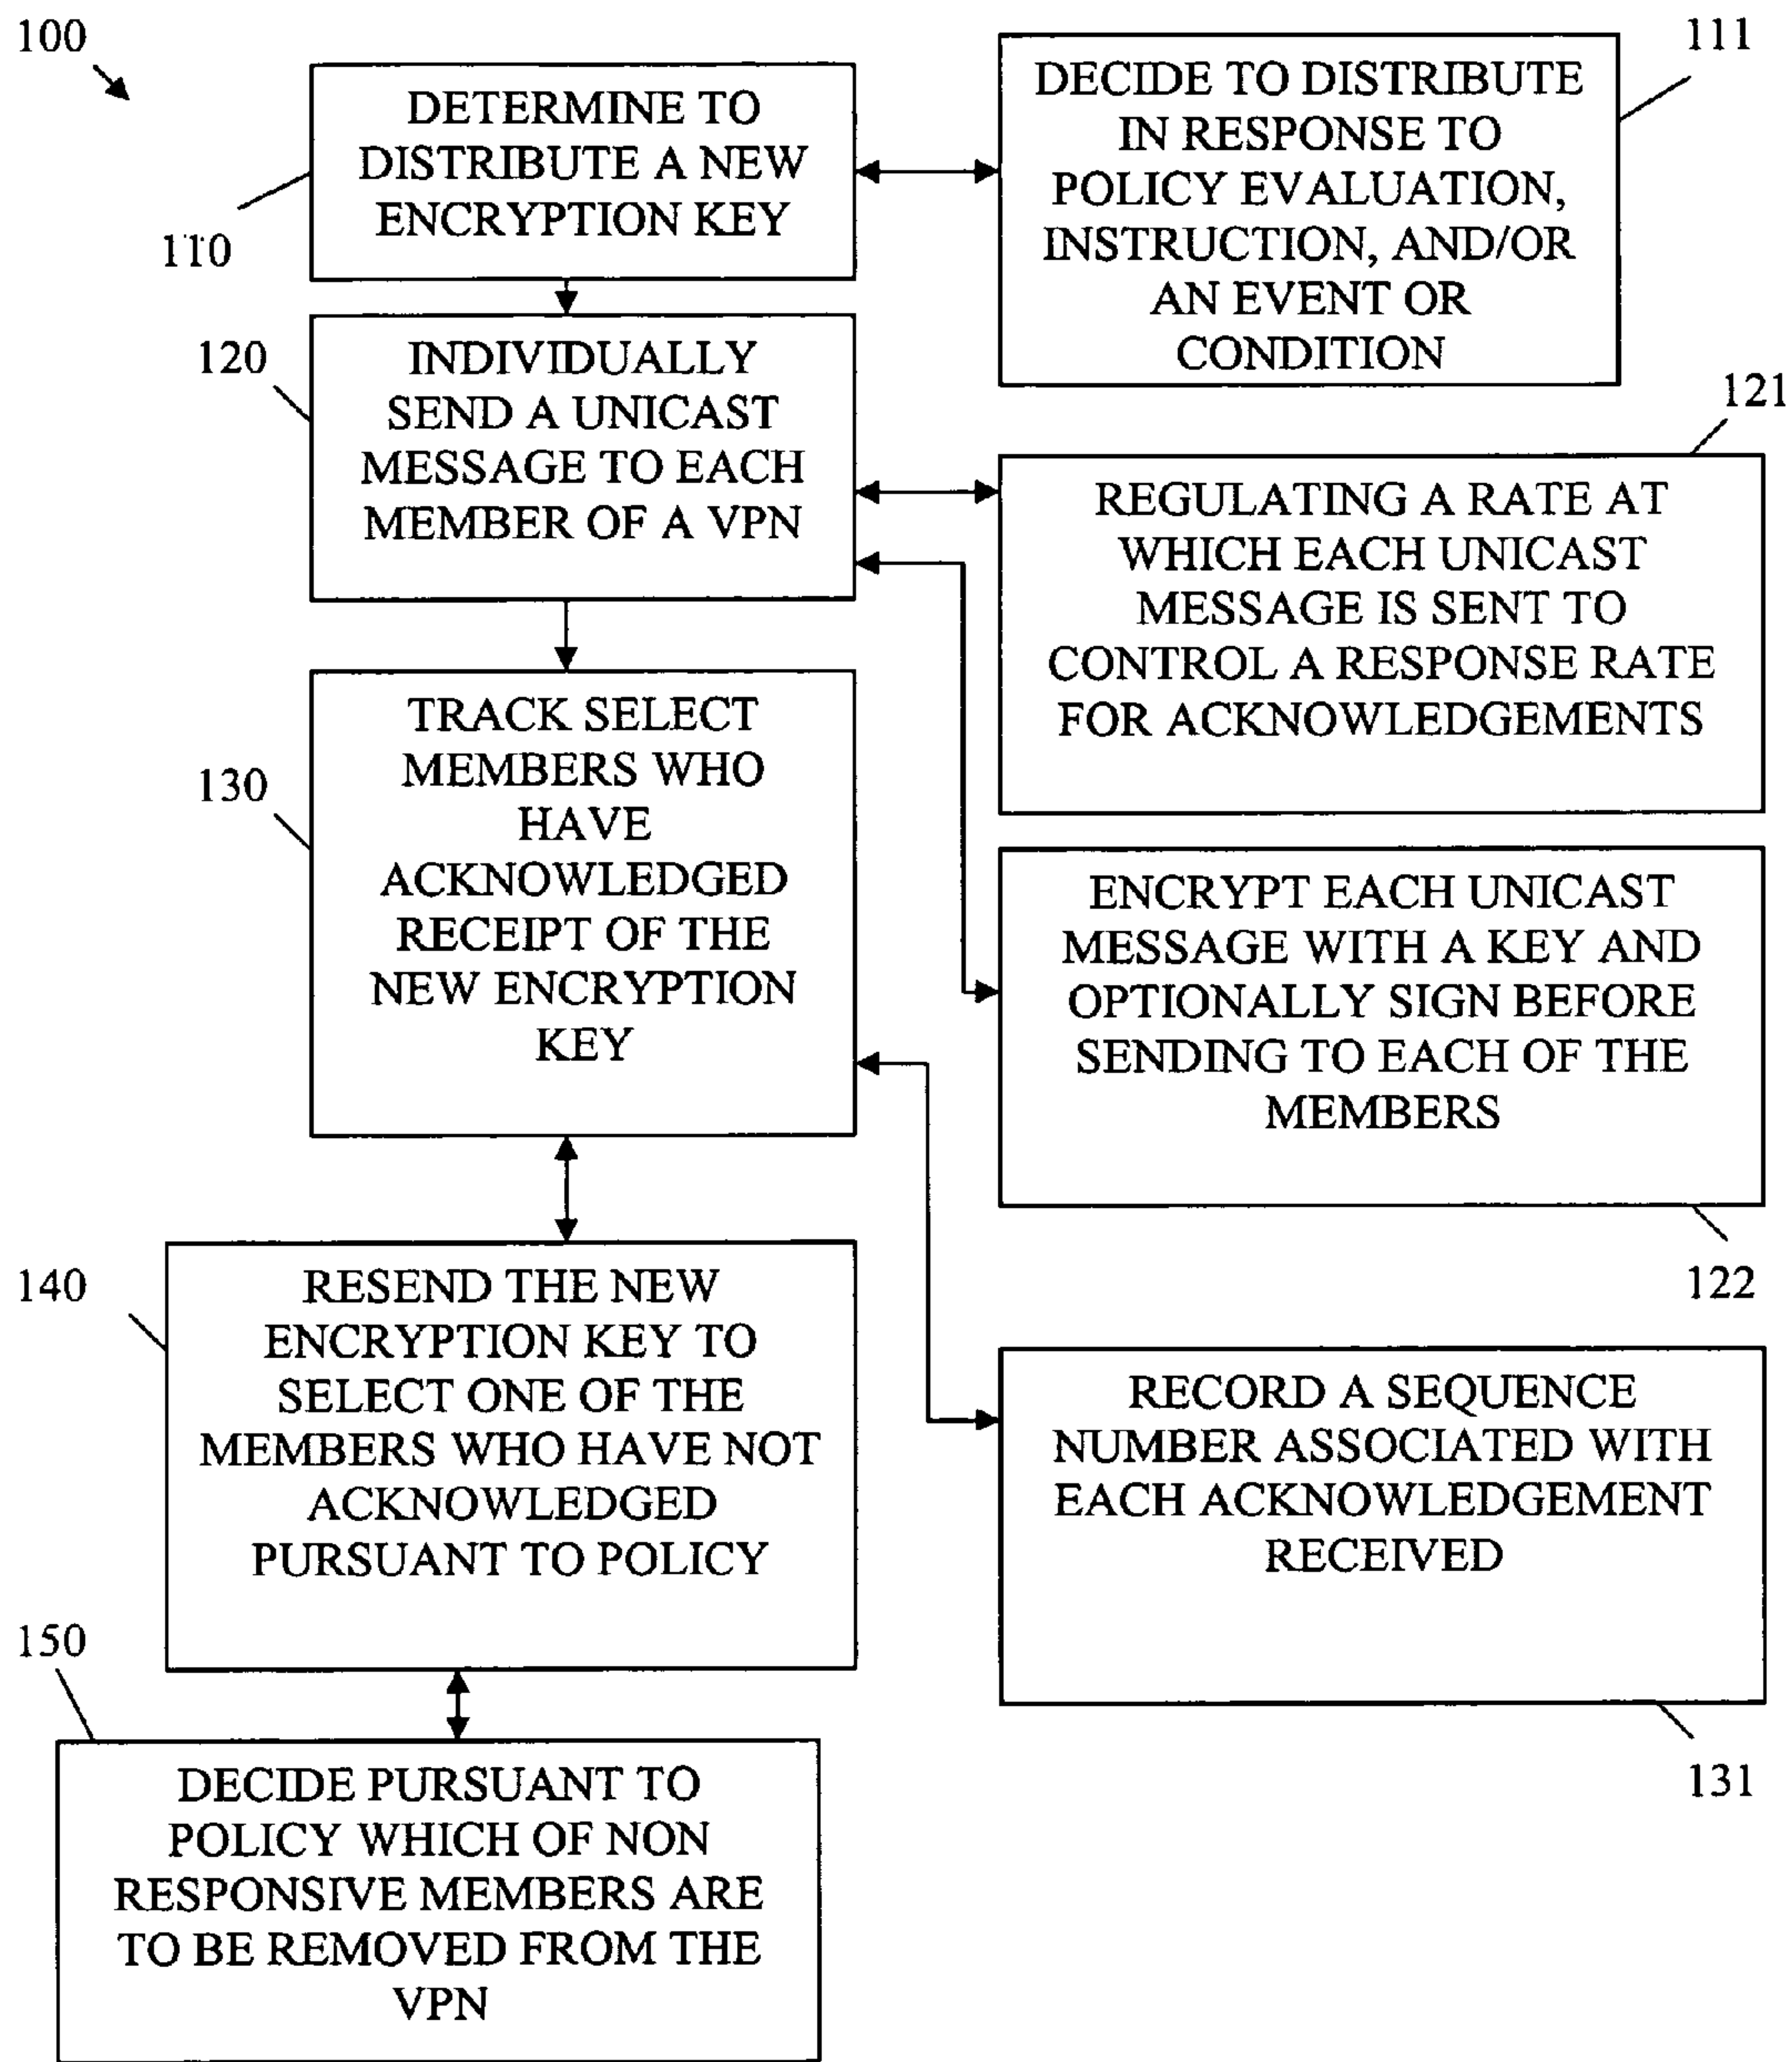 100
DETERMINE TO
DISTRIBUTE A NEW
ENCRYPTION KEY
110
DECIDE TO DISTRIBUTE
IN RESPONSE TO
POLICY EVALUATION,
INSTRUCTION, AND/OR
AN EVENT OR
CONDITION
111
120
INDIVIDUALLY
SEND A UNICAST
MESSAGE TO EACH
MEMBER OF A VPN
121
REGULATING A RATE AT
WHICH EACH UNICAST
MESSAGE IS SENT TO
CONTROL A RESPONSE RATE
FOR ACKNOWLEDGEMENTS
130
TRACK SELECT
MEMBERS WHO
HAVE
ACKNOWLEDGED
RECEIPT OF THE
NEW ENCRYPTION
KEY
ENCRYPT EACH UNICAST
MESSAGE WITH A KEY AND
OPTIONALLY SIGN BEFORE
SENDING TO EACH OF THE
MEMBERS
122
140
RESEND THE NEW
ENCRYPTION KEY TO
SELECT ONE OF THE
MEMBERS WHO HAVE NOT
ACKNOWLEDGED
PURSUANT TO POLICY
RECORD A SEQUENCE
NUMBER ASSOCIATED WITH
EACH ACKNOWLEDGEMENT
RECEIVED
131
150
DECIDE PURSUANT TO
POLICY WHICH OF NON
RESPONSIVE MEMBERS ARE
TO BE REMOVED FROM THE
VPN